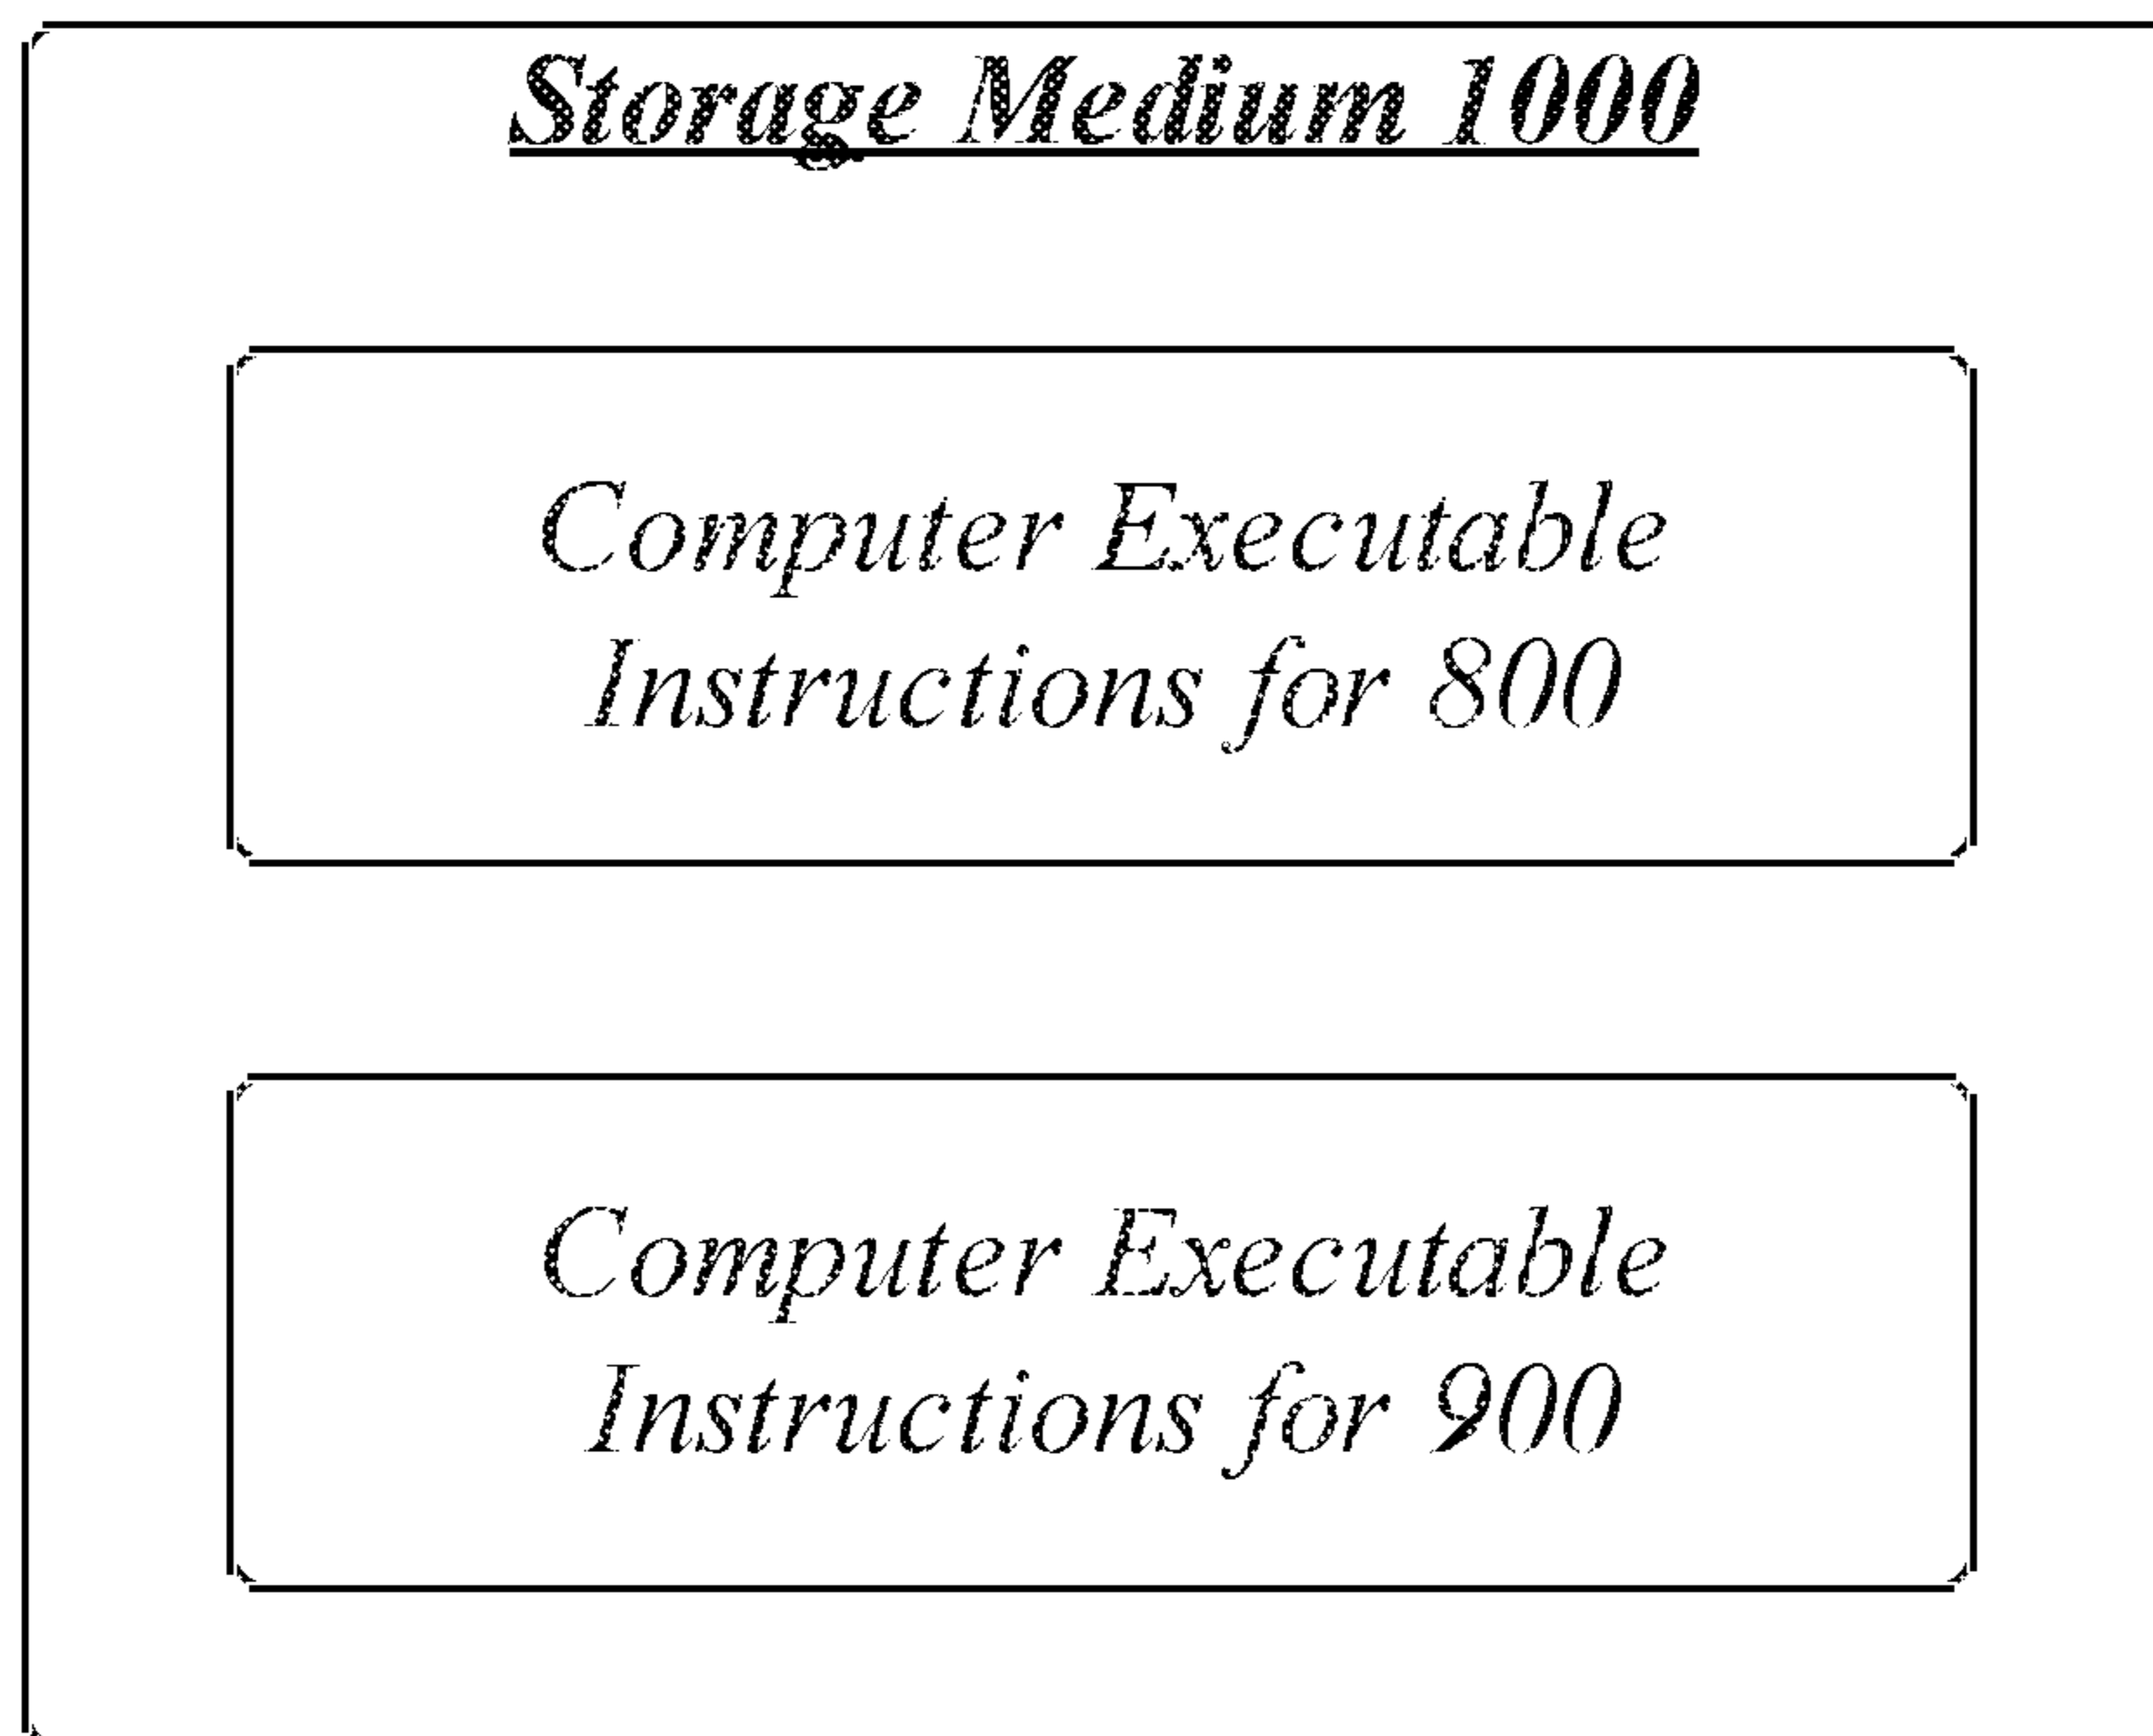 Storage Medium 1000
Computer Executable
Instructions for 800
Computer Executable
Instructions for 900